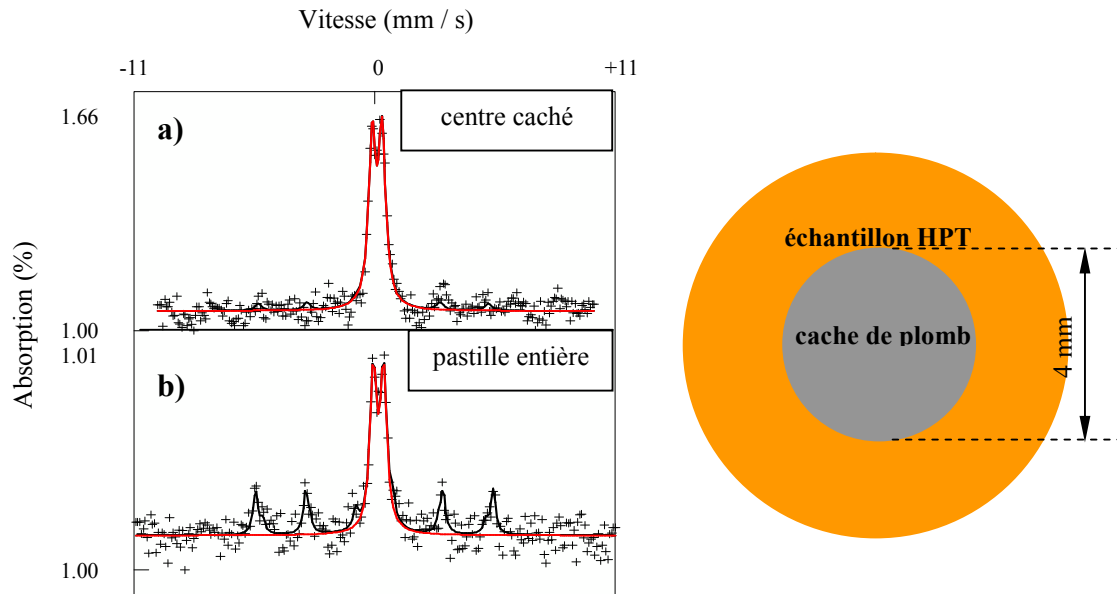 Vitesse (mm / s)
-11
0
+11
1.66
a)
centre caché
Absorption (%)
1.00
1.01
b)
pastille entière
1.00
échantillon HPT
cache de plomb
4 mm